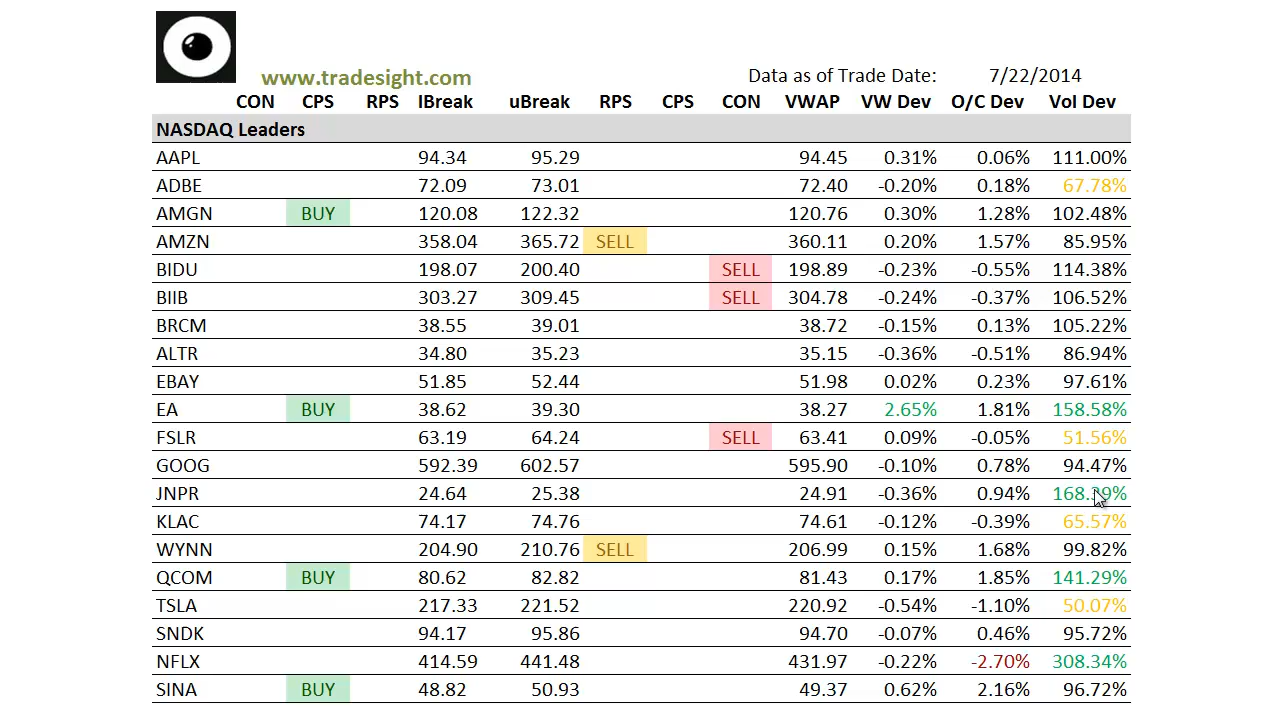 www.tradesight.com Data as of Trade Date: 7/22/2014
CON CPS RPS lBreak uBreak RPS CPS CON VWAP VW Dev O/C Dev Vol Dev
NASDAQ Leaders
AAPL 94.34 95.29 94.45 0.31% 0.06% 111.00%
ADBE 72.09 73.01 72.40 -0.20% 0.18% 67.78%
AMGN BUY 120.08 122.32 120.76 0.30% 1.28% 102.48%
AMZN 358.04 365.72 SELL 360.11 0.20% 1.57% 85.95%
BIDU 198.07 200.40 SELL 198.89 -0.23% -0.55% 114.38%
BIIB 303.27 309.45 SELL 304.78 -0.24% -0.37% 106.52%
BRCM 38.55 39.01 38.72 -0.15% 0.13% 105.22%
ALTR 34.80 35.23 35.15 -0.36% -0.51% 86.94%
EBAY 51.85 52.44 51.98 0.02% 0.23% 97.61%
EA BUY 38.62 39.30 38.27 2.65% 1.81% 158.58%
FSLR 63.19 64.24 SELL 63.41 0.09% -0.05% 51.56%
GOOG 592.39 602.57 595.90 -0.10% 0.78% 94.47%
JNPR 24.64 25.38 24.91 -0.36% 0.94%
KLAC 74.17 74.76 74.61 -0.12% -0.39% 65.57%
WYNN 204.90 210.76 SELL 206.99 0.15% 1.68% 99.82%
QCOM BUY 80.62 82.82 81.43 0.17% 1.85% 141.29%
TSLA 217.33 221.52 220.92 -0.54% -1.10% 50.07%
SNDK 94.17 95.86 94.70 -0.07% 0.46% 95.72%
NFLX 414.59 441.48 431.97 -0.22% -2.70% 308.34%
SINA BUY 48.82 50.93 49.37 0.62% 2.16% 96.72%